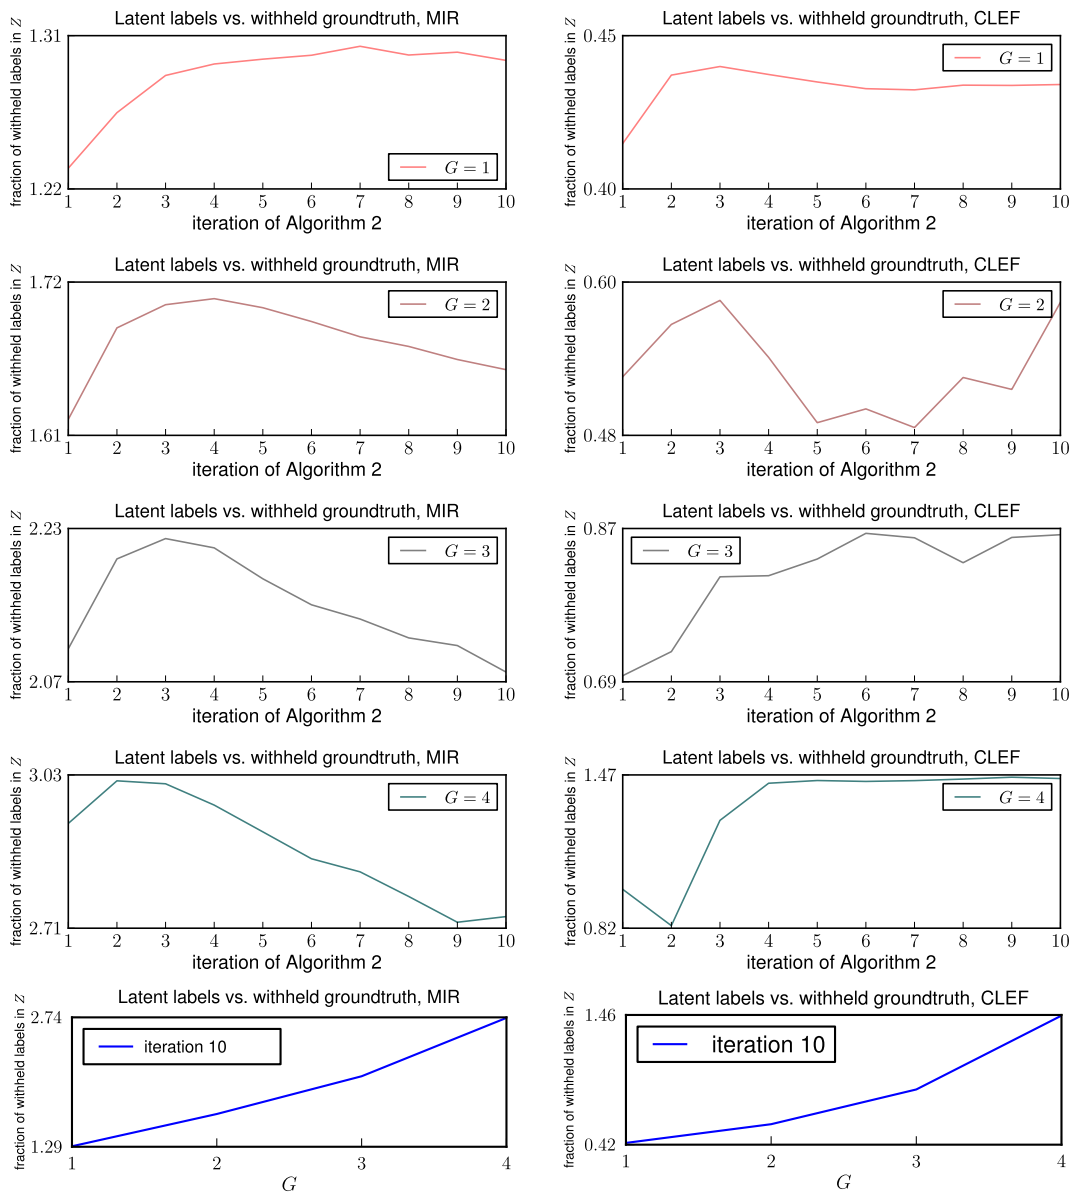 Latent labels vs. withheld groundtruth, MIR
fraction of withheld labels in Z
1.31
1.22
G = 1
1 2 3 4 5 6 7 8 9 10
iteration of Algorithm 2
Latent labels vs. withheld groundtruth, CLEF
fraction of withheld labels in Z
0.45
0.40
G = 1
1 2 3 4 5 6 7 8 9 10
iteration of Algorithm 2
Latent labels vs. withheld groundtruth, MIR
fraction of withheld labels in Z
1.72
1.61
G = 2
1 2 3 4 5 6 7 8 9 10
iteration of Algorithm 2
Latent labels vs. withheld groundtruth, CLEF
fraction of withheld labels in Z
0.60
0.48
G = 2
1 2 3 4 5 6 7 8 9 10
iteration of Algorithm 2
Latent labels vs. withheld groundtruth, MIR
fraction of withheld labels in Z
2.23
2.07
G = 3
1 2 3 4 5 6 7 8 9 10
iteration of Algorithm 2
Latent labels vs. withheld groundtruth, CLEF
fraction of withheld labels in Z
0.87
0.69
G = 3
1 2 3 4 5 6 7 8 9 10
iteration of Algorithm 2
Latent labels vs. withheld groundtruth, MIR
fraction of withheld labels in Z
3.03
2.71
G = 4
1 2 3 4 5 6 7 8 9 10
iteration of Algorithm 2
Latent labels vs. withheld groundtruth, CLEF
fraction of withheld labels in Z
1.47
0.82
G = 4
1 2 3 4 5 6 7 8 9 10
iteration of Algorithm 2
Latent labels vs. withheld groundtruth, MIR
fraction of withheld labels in Z
2.74
1.29
iteration 10
1 2 3 4
G
Latent labels vs. withheld groundtruth, CLEF
fraction of withheld labels in Z
1.46
0.42
iteration 10
1 2 3 4
G